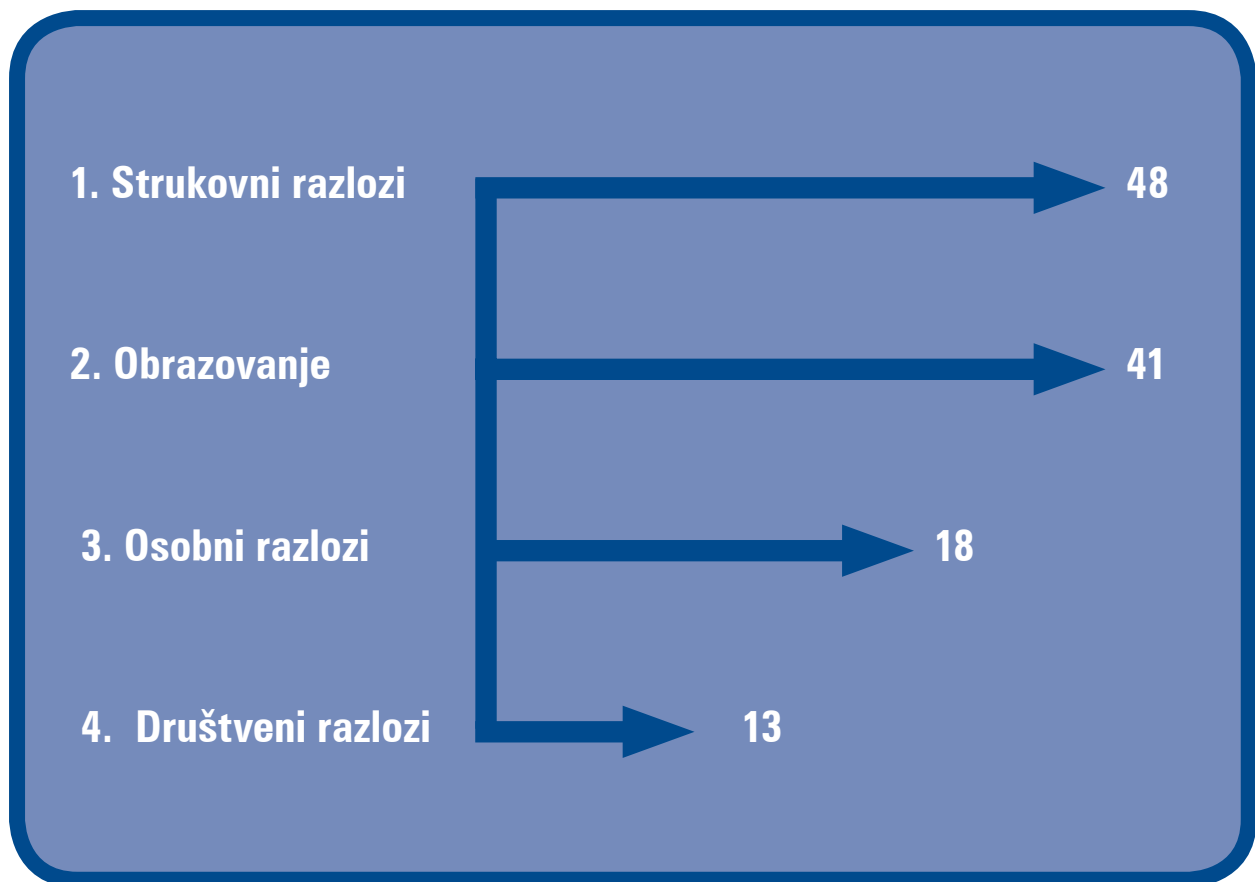 1. Strukovni razlozi 48
2. Obrazovanje 41
3. Osobni razlozi 18
4. Društveni razlozi 13